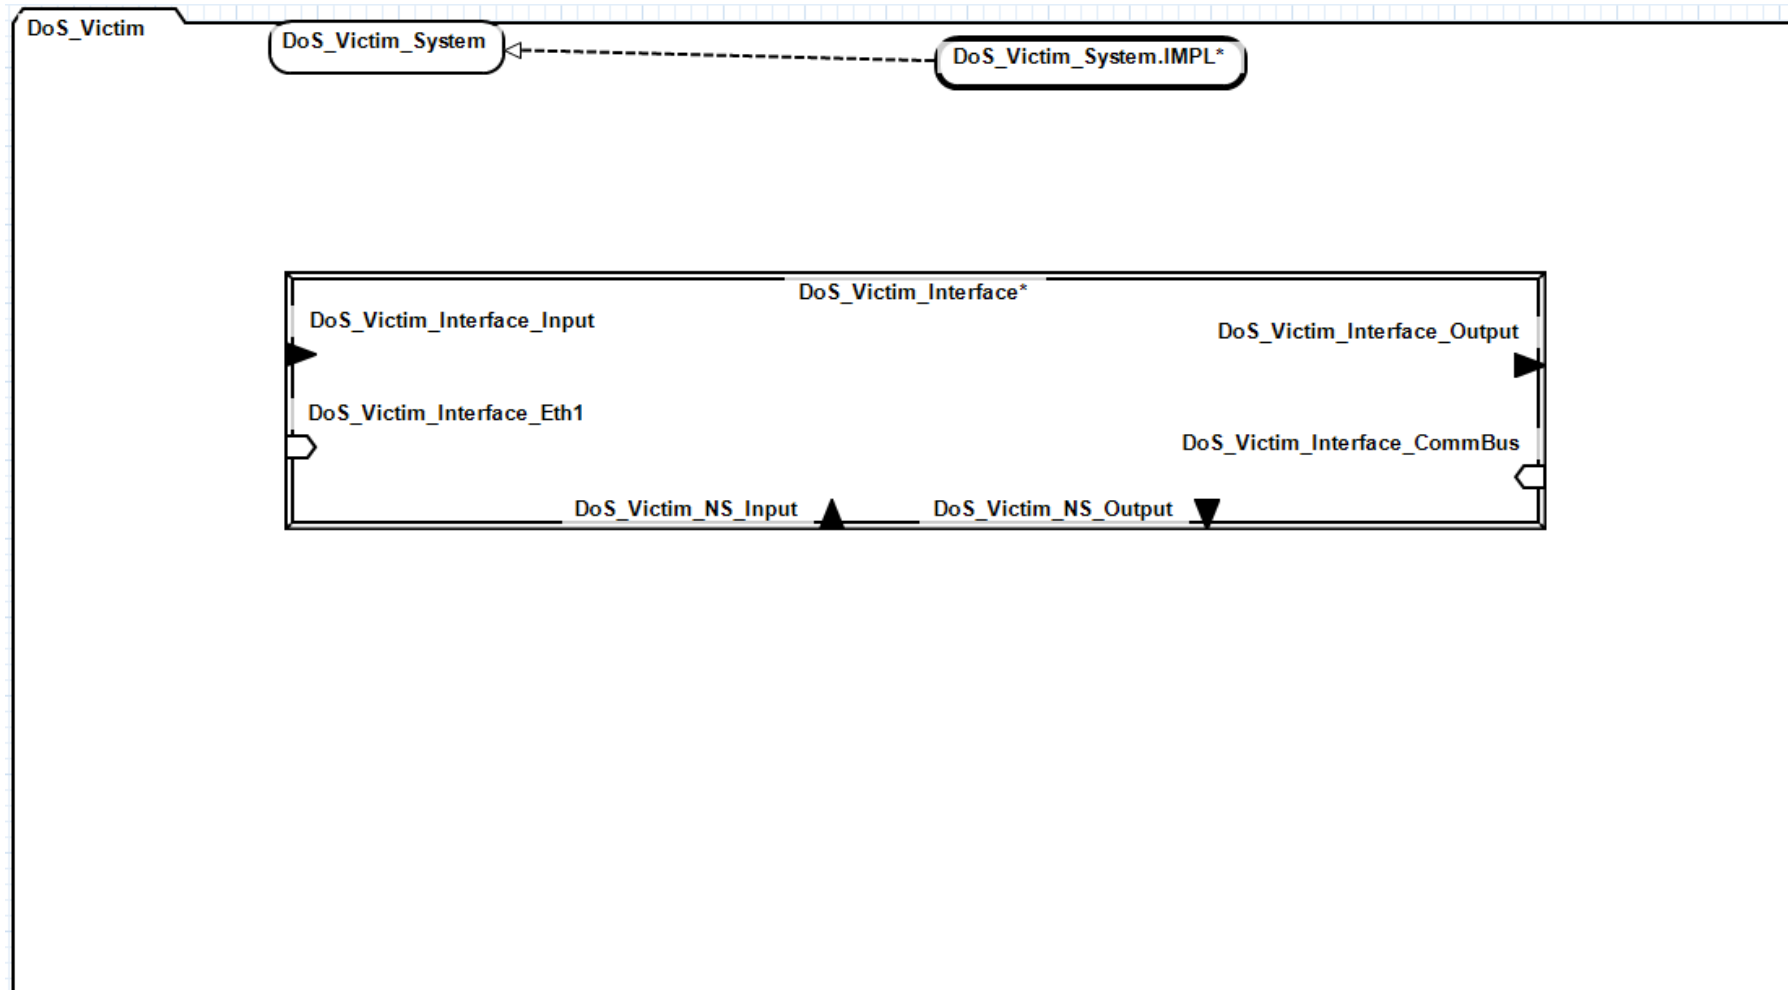 DoS_Victim
DoS_Victim_System
DoS_Victim_System.IMPL*
DoS_Victim_Interface*
DoS_Victim_Interface_Input
DoS_Victim_Interface_Output
DoS_Victim_Interface_Eth1
DoS_Victim_Interface_CommBus
DoS_Victim_NS_Input
DoS_Victim_NS_Output